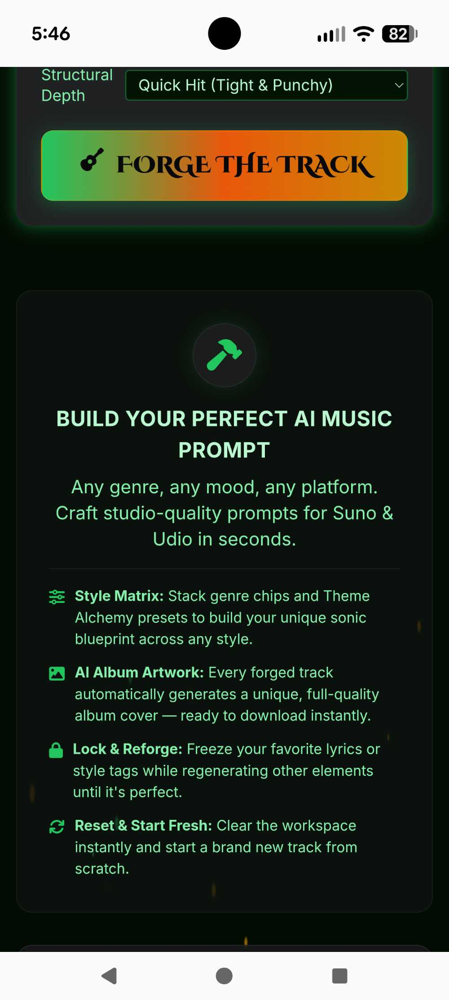 5:46
82
Structural
Depth
Quick Hit (Tight & Punchy)
FORGE THE TRACK
BUILD YOUR PERFECT AI MUSIC
PROMPT
Any genre, any mood, any platform.
Craft studio-quality prompts for Suno &
Udio in seconds.
Style Matrix: Stack genre chips and Theme
Alchemy presets to build your unique sonic
blueprint across any style.
AI Album Artwork: Every forged track
automatically generates a unique, full-quality
album cover — ready to download instantly.
Lock & Reforge: Freeze your favorite lyrics or
style tags while regenerating other elements
until it's perfect.
Reset & Start Fresh: Clear the workspace
instantly and start a brand new track from
scratch.